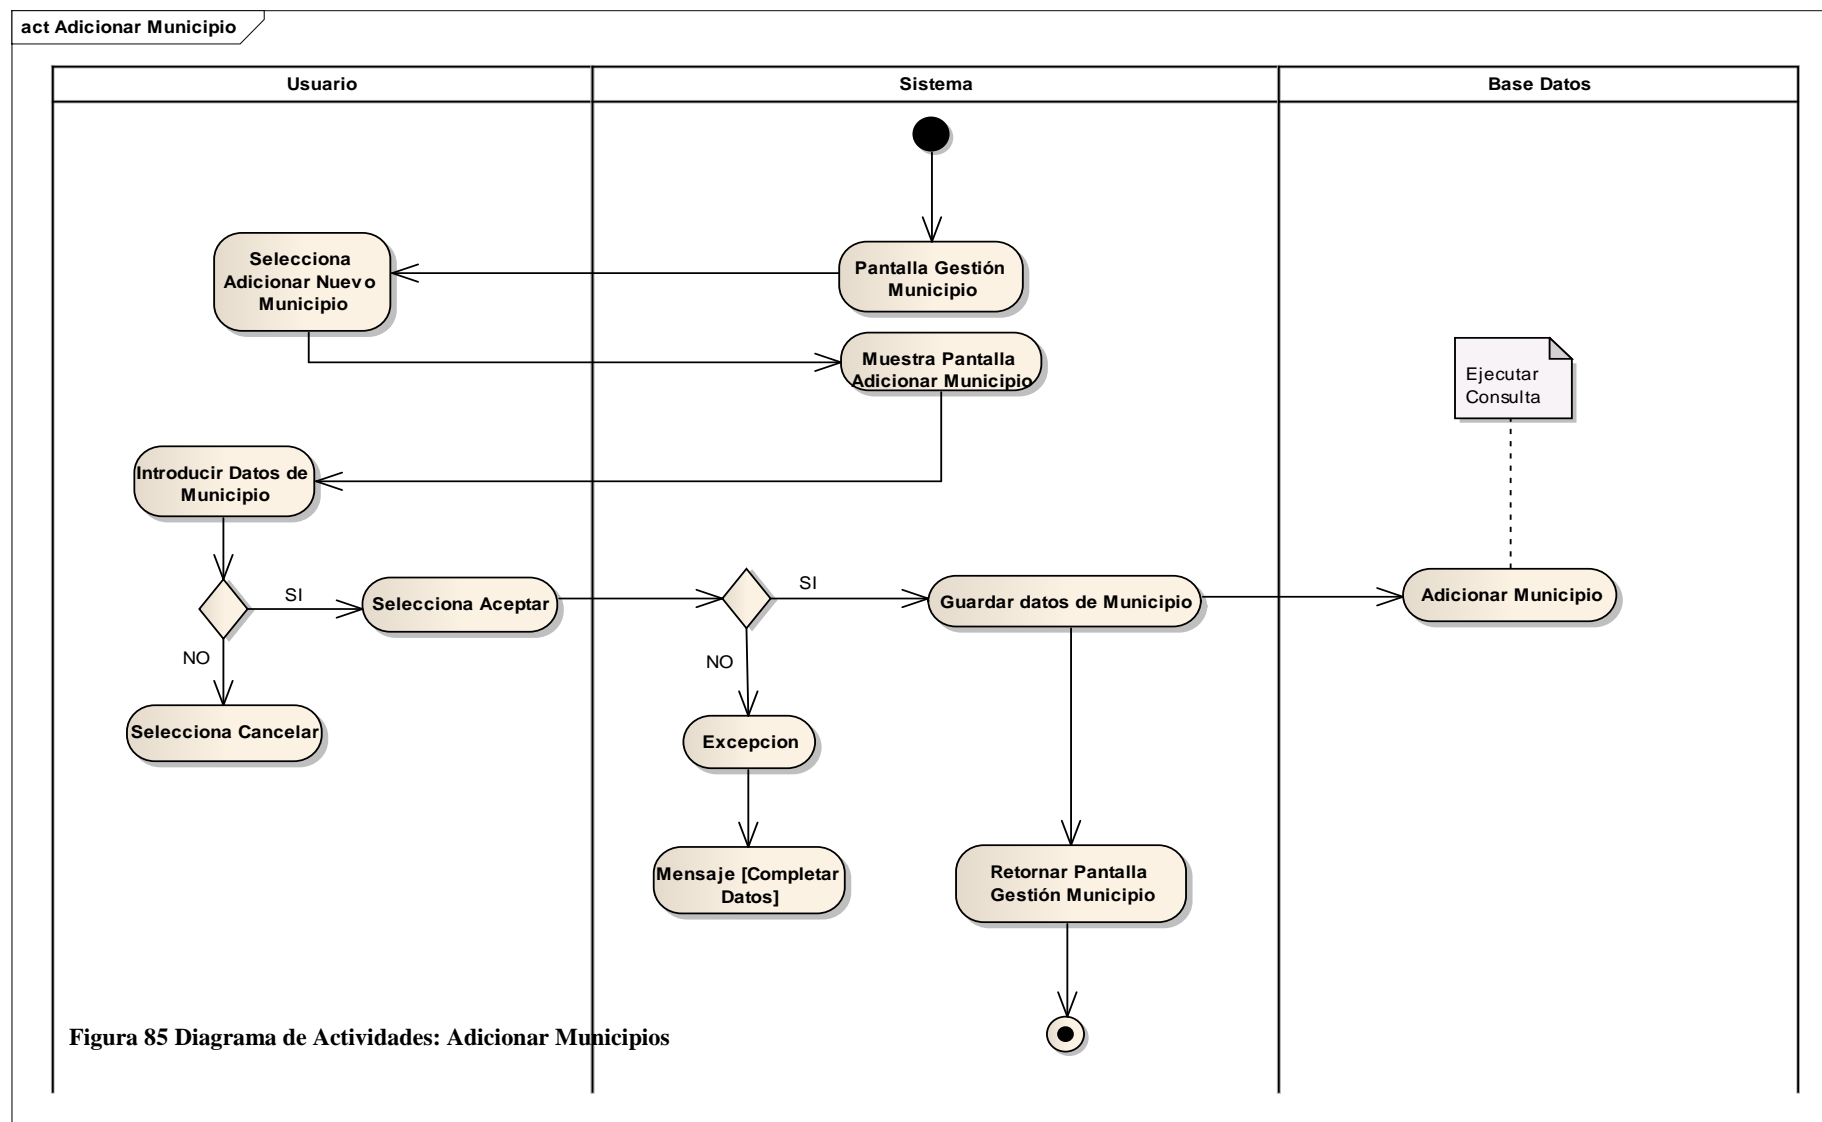 act Adicionar Municipio
Usuario
Sistema
Base Datos
Selecciona
Adicionar Nuevo
Municipio
Pantalla Gestión
Municipio
Muestra Pantalla
Adicionar Municipio
Ejecutar
Consulta
Introducir Datos de
Municipio
SI
Selecciona Aceptar
SI
Guardar datos de Municipio
Adicionar Municipio
NO
NO
Selecciona Cancelar
Excepcion
Mensaje [Completar
Datos]
Retornar Pantalla
Gestión Municipio
Figura 85 Diagrama de Actividades: Adicionar Municipios